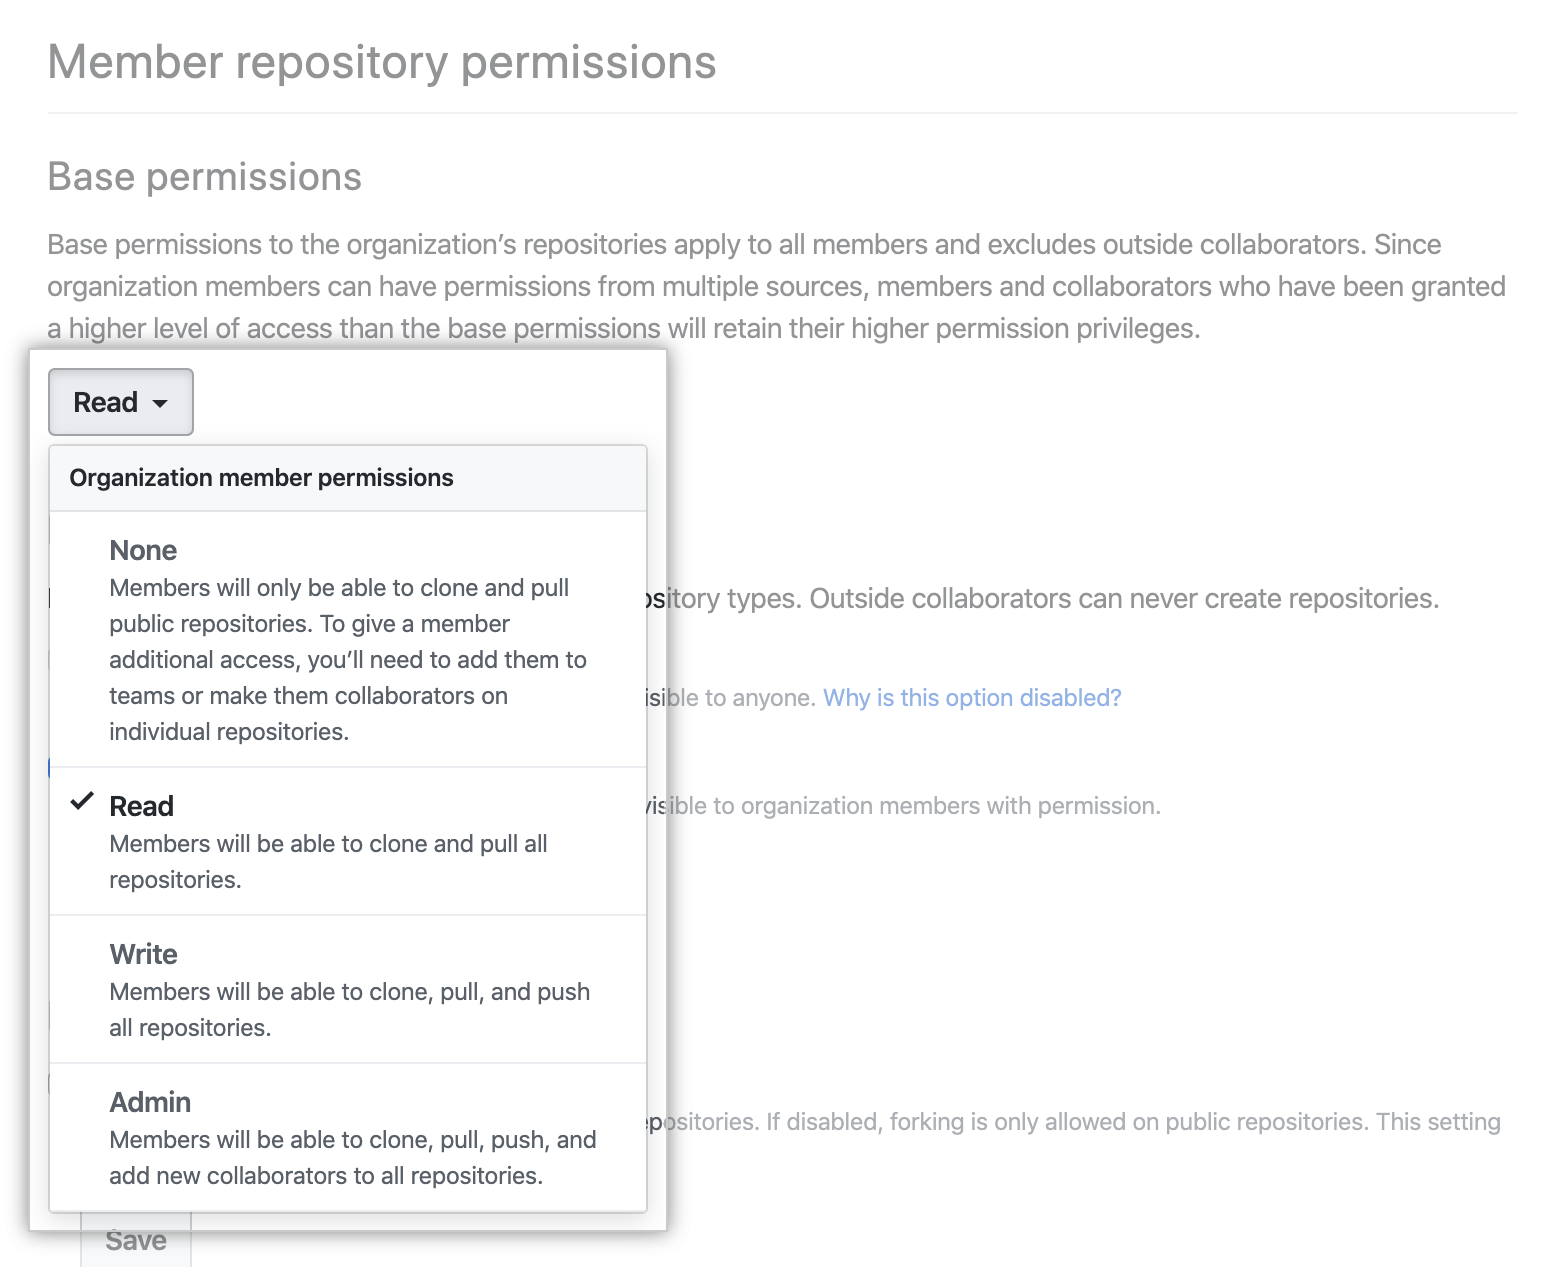 Member repository permissions
Base permissions
Base permissions to the organization’s repositories apply to all members and excludes outside collaborators. Since
organization members can have permissions from multiple sources, members and collaborators who have been granted
a higher level of access than the base permissions will retain their higher permission privileges.
Read
Organization member permissions
None
Members will only be able to clone and pull
public repositories. To give a member
additional access, you’ll need to add them to
teams or make them collaborators on
individual repositories.
Read
Members will be able to clone and pull all
repositories.
Write
Members will be able to clone, pull, and push
all repositories.
Admin
Members will be able to clone, pull, push, and
add new collaborators to all repositories.
ository types. Outside collaborators can never create repositories.
isible to anyone. Why is this option disabled?
visible to organization members with permission.
epositories. If disabled, forking is only allowed on public repositories. This setting
Save